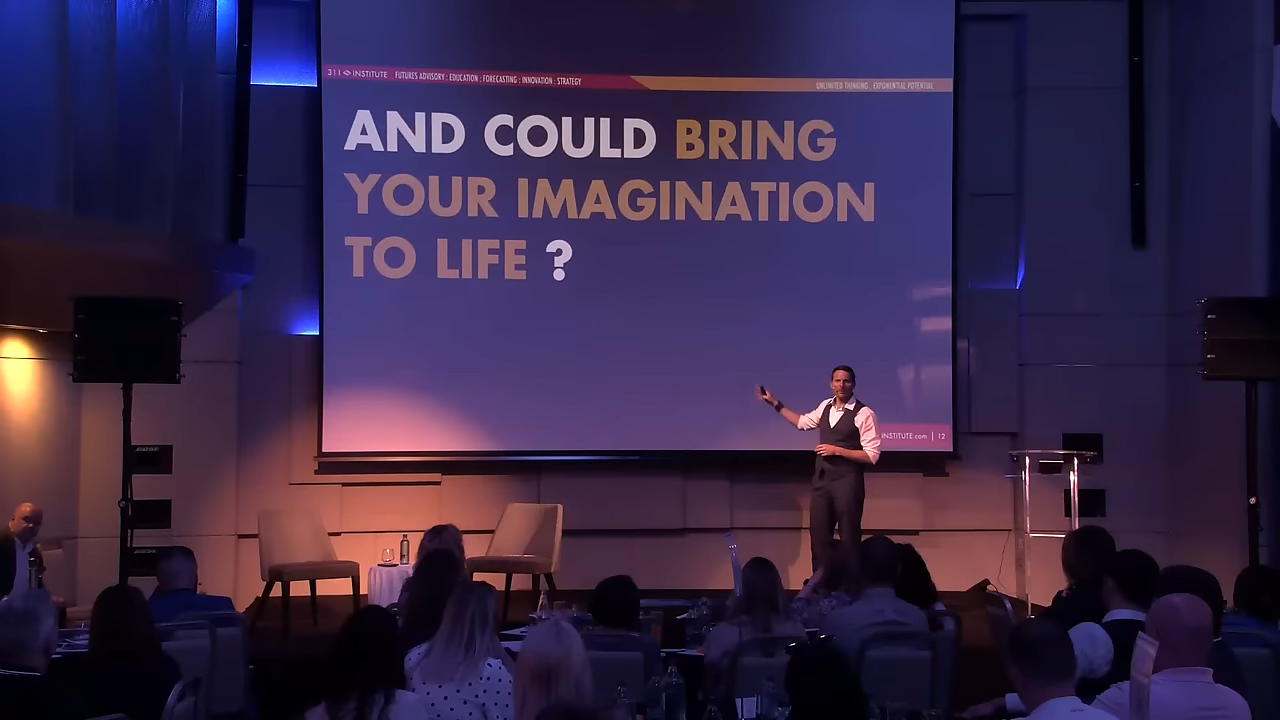 311 INSTITUTE FUTURES ADVISORY : EDUCATION : FORECASTING : INNOVATION : STRATEGY
UNLIMITED THINKING . EXPONENTIAL POTENTIAL
AND COULD BRING
YOUR IMAGINATION
TO LIFE ?
INSTITUTE.com | 12